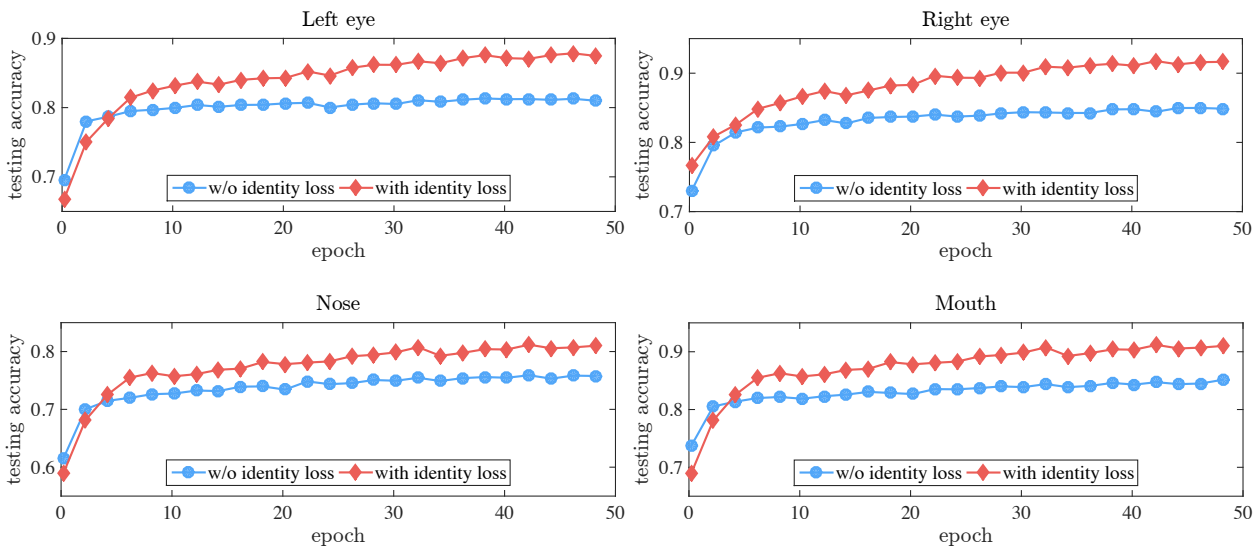 Left eye
testing accuracy
0.9
0.8
0.7
w/o identity loss with identity loss
0 10 20 30 40 50
epoch
Right eye
testing accuracy
0.9
0.8
0.7
w/o identity loss with identity loss
0 10 20 30 40 50
epoch
Nose
testing accuracy
0.8
0.7
0.6
w/o identity loss with identity loss
0 10 20 30 40 50
epoch
Mouth
testing accuracy
0.9
0.8
0.7
w/o identity loss with identity loss
0 10 20 30 40 50
epoch